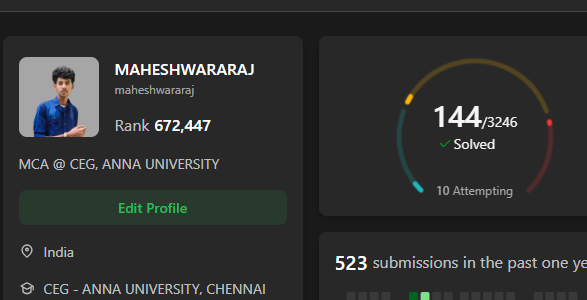 MAHESHWARARAJ
maheshwararaj
Rank 672,447
MCA @ CEG, ANNA UNIVERSITY
Edit Profile
India
CEG - ANNA UNIVERSITY, CHENNAI
144/3246
Solved
10 Attempting
523 submissions in the past one ye